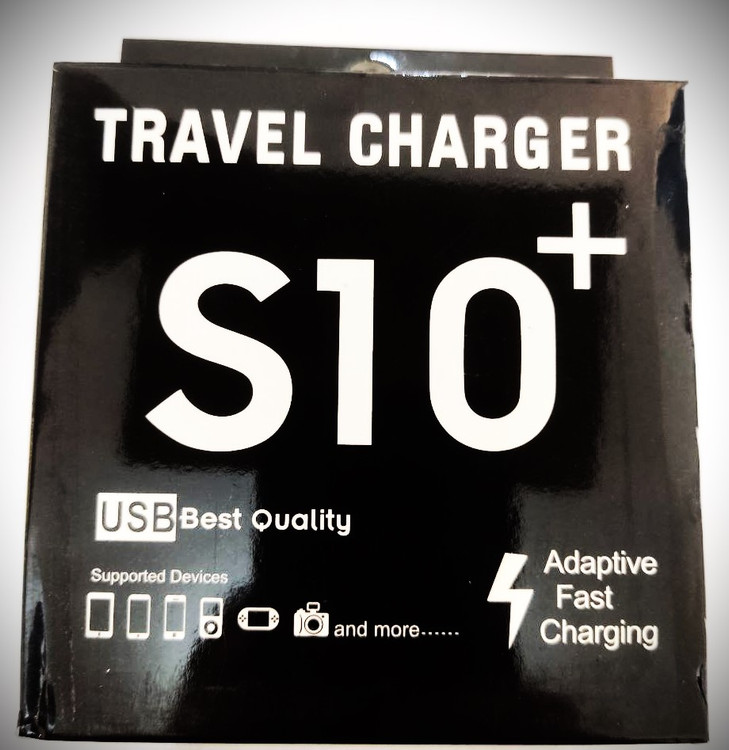 TRAVEL CHARGER
S10+
USB Best Quality
Supported Devices
and more......
Adaptive
Fast
Charging